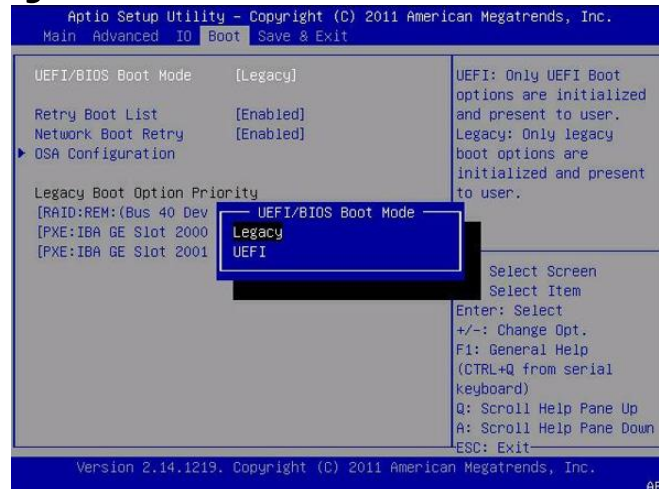 Aptio Setup Utility – Copyright (C) 2011 American Megatrends, Inc.
Main Advanced IO Boot Save & Exit
UEFI/BIOS Boot Mode [Legacy]
Retry Boot List [Enabled]
Network Boot Retry [Enabled]
OSA Configuration
Legacy Boot Option Priority
[RAID:REM:(Bus 40 Dev
[PXE:IBA GE Slot 2000
[PXE:IBA GE Slot 2001
UEFI/BIOS Boot Mode
Legacy
UEFI
UEFI: Only UEFI Boot
options are initialized
and present to user.
Legacy: Only legacy
boot options are
initialized and present
to user.
Select Screen
Select Item
Enter: Select
+/-: Change Opt.
F1: General Help
(CTRL+Q from serial
keyboard)
Q: Scroll Help Pane Up
A: Scroll Help Pane Down
ESC: Exit
Version 2.14.1219. Copyright (C) 2011 American Megatrends, Inc.